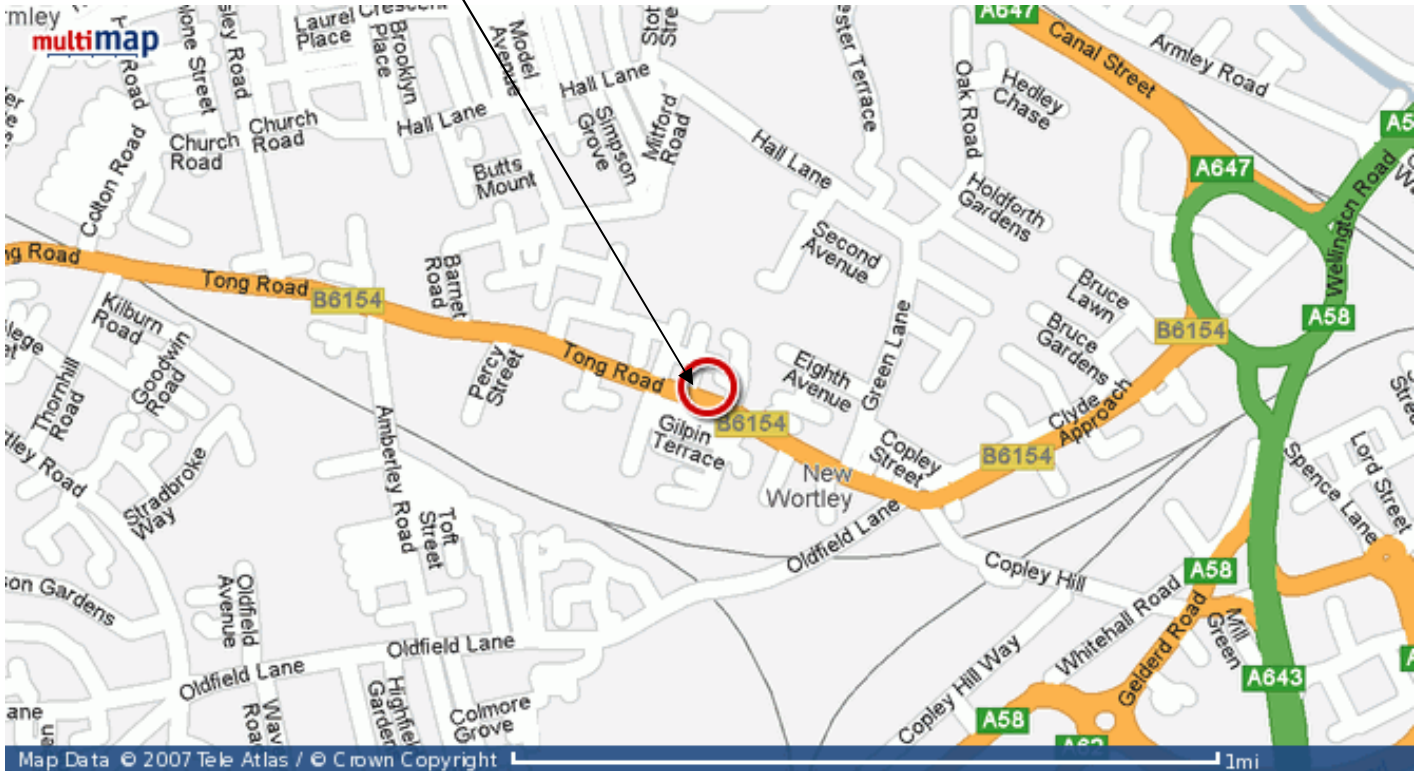 multimap
Laurel Place
Crescent
Brooklyn Place
Model Avenue
Hall Lane
Hall Lane
Simpson Grove
Mitford Road
Church Road
Church Road
Cotton Road
Butts Mount
Hall Lane
Oak Road
Hedley Chase
A647
Canal Street
Armley Road
A647
Wellington Road
Holdforth Gardens
Second Avenue
Tong Road
B6154
Barnet Road
Kilburn Road
Goodwin Road
Thornhill Road
Percy Street
Tong Road
Gilpin Terrace
B6154
Eighth Avenue
Green Lane
Bruce Lawn
Bruce Gardens
B6154
A58
Clyde Approach
B6154
Copley Street
New Wortley
Oldfield Lane
Amberley Road
Toft Street
Stradbroke Way
Spence Lane
Lord Street
Copley Hill
A58
Whitehall Road
Gelderd Road
Mill Green
A643
Copley Hill Way
A58
A62
Oldfield Avenue
Oldfield Lane
Oldfield Lane
Colmore Grove
Map Data © 2007 Tele Atlas / © Crown Copyright
1mi